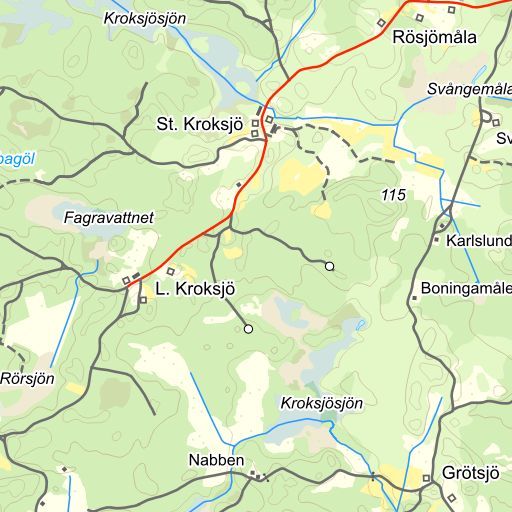 Kroksjösjön
Rösjömåla
Svångemåla
St. Kroksjö
Sv
bagöl
115
Fagravattnet
Karlslund
L. Kroksjö
Boningamåle
Rörsjön
Kroksjösjön
Nabben
Grötsjö